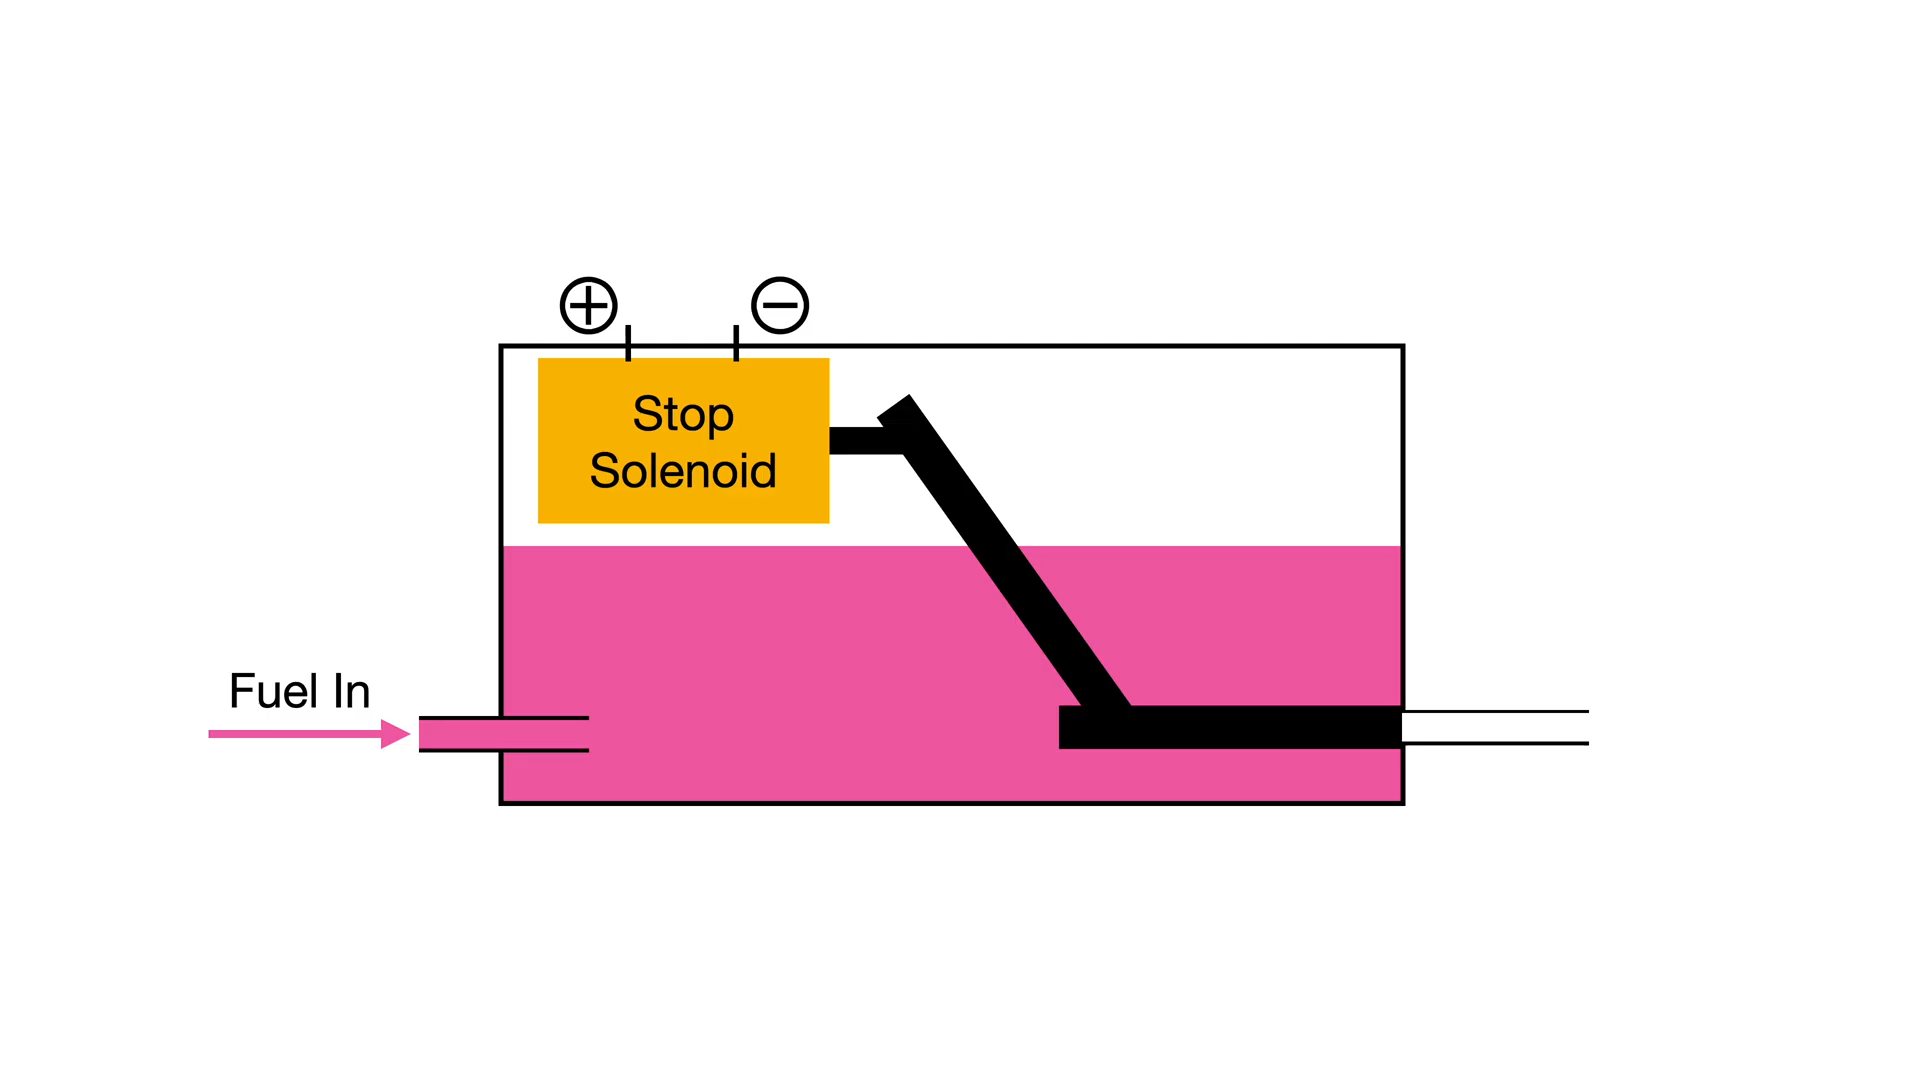 ⊕ ⊖
Stop
Solenoid
Fuel In